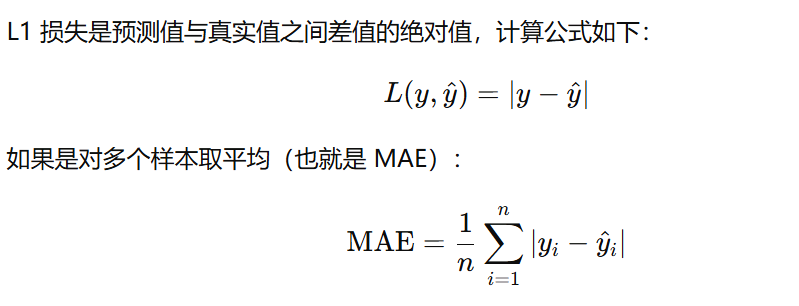 L1 损失是预测值与真实值之间差值的绝对值，计算公式如下：
L(y, ŷ) = |y − ŷ|
如果是对多个样本取平均（也就是 MAE）：
MAE = \frac{1}{n} \sum_{i=1}^{n} |y_i − ŷ_i|